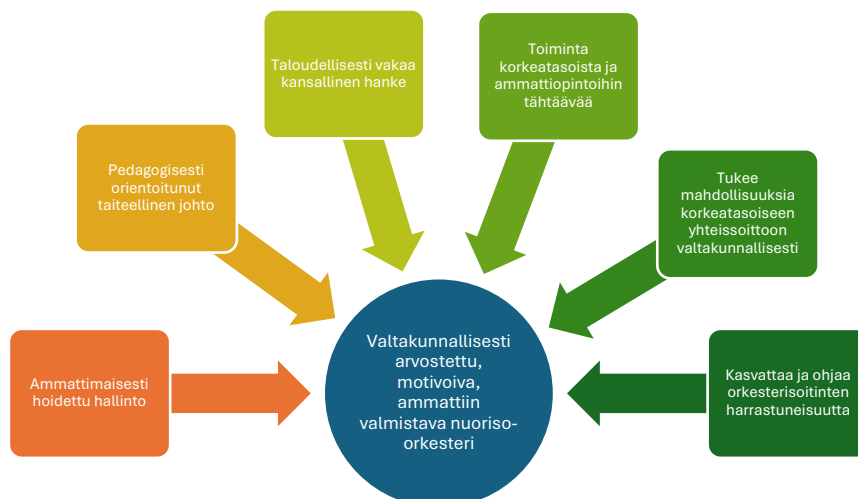 Taloudellisesti vakaa
kansallinen hanke
Toiminta
korkeatasoista ja
ammattiopintoihin
tähtäävää
Pedagogisesti
orientoitunut
taiteellinen johto
Tukee
mahdollisuuksia
korkeatasoiseen
yhteissoittoon
valtakunnallisesti
Ammattimaisesti
hoidettu hallinto
Valtakunnallisesti
arvostettu,
motivoiva,
ammattiin
valmistava nuoriso-
orkesteri
Kasvattaa ja ohjaa
orkesterisoitinten
harrastuneisuutta